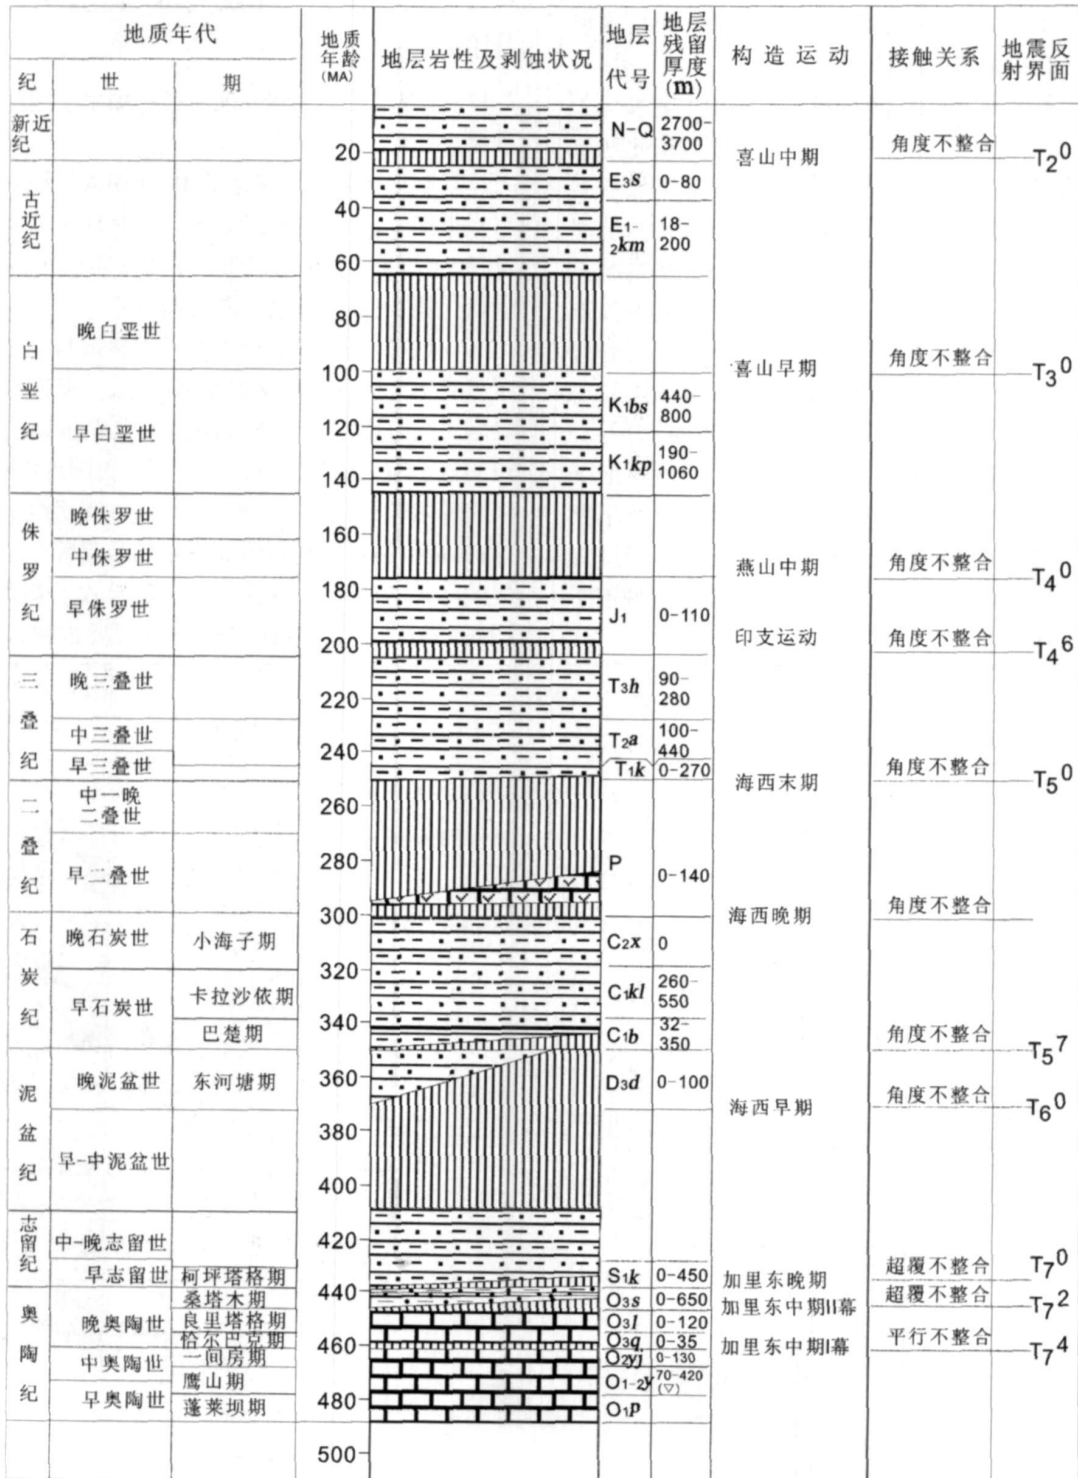 地质年代
纪 世 期
地质
年龄
(MA)
地层岩性及剥蚀状况
地层
代号
地层
残留
厚度
(m)
构造运动
接触关系
地震反
射界面
新近
纪
N-Q
2700-
3700
20
喜山中期
角度不整合
T₂⁰
古
近
纪
E₃s 0-80
40
E₁-
₂km
18-
200
60
白
垩
纪
晚白垩世
80
100
喜山早期
角度不整合
T₃⁰
早白垩世
K₁bs
440-
800
120
K₁kp
190-
1060
140
侏
罗
纪
晚侏罗世
160
中侏罗世
燕山中期
角度不整合
T₄⁰
180
早侏罗世
J₁ 0-110
200
印支运动
角度不整合
T₄⁶
三
叠
纪
晚三叠世
T₃h
90-
280
220
中三叠世
T₂a
100-
440
240
早三叠世
T₁k 0-270
海西末期
角度不整合
T₅⁰
二
叠
纪
中一晚
二叠世
260
早二叠世
280
P 0-140
300
海西晚期
角度不整合
石
炭
纪
晚石炭世
小海子期
C₂x 0
320
早石炭世
卡拉沙依期
C₁kl
260-
550
340
巴楚期
C₁b
32-
350
角度不整合
T₅⁷
泥
盆
纪
晚泥盆世
东河塘期
360
D₃d 0-100
海西早期
角度不整合
T₆⁰
380
早-中泥盆世
400
志
留
纪
中-晚志留世
420
早志留世
柯坪塔格期
S₁k 0-450
加里东晚期
超覆不整合
T₇⁰
奥
陶
纪
440
桑塔木期
O₃s 0-650
加里东中期II幕
超覆不整合
T₇²
晚奥陶世
良里塔格期
O₃l 0-120
恰尔巴克期
O₃q 0-35
460
加里东中期I幕
平行不整合
T₇⁴
中奥陶世
一间房期
O₂yj 0-130
鹰山期
O₁-₂y
70-420
(▽)
早奥陶世
480
蓬莱坝期
O₁p
500